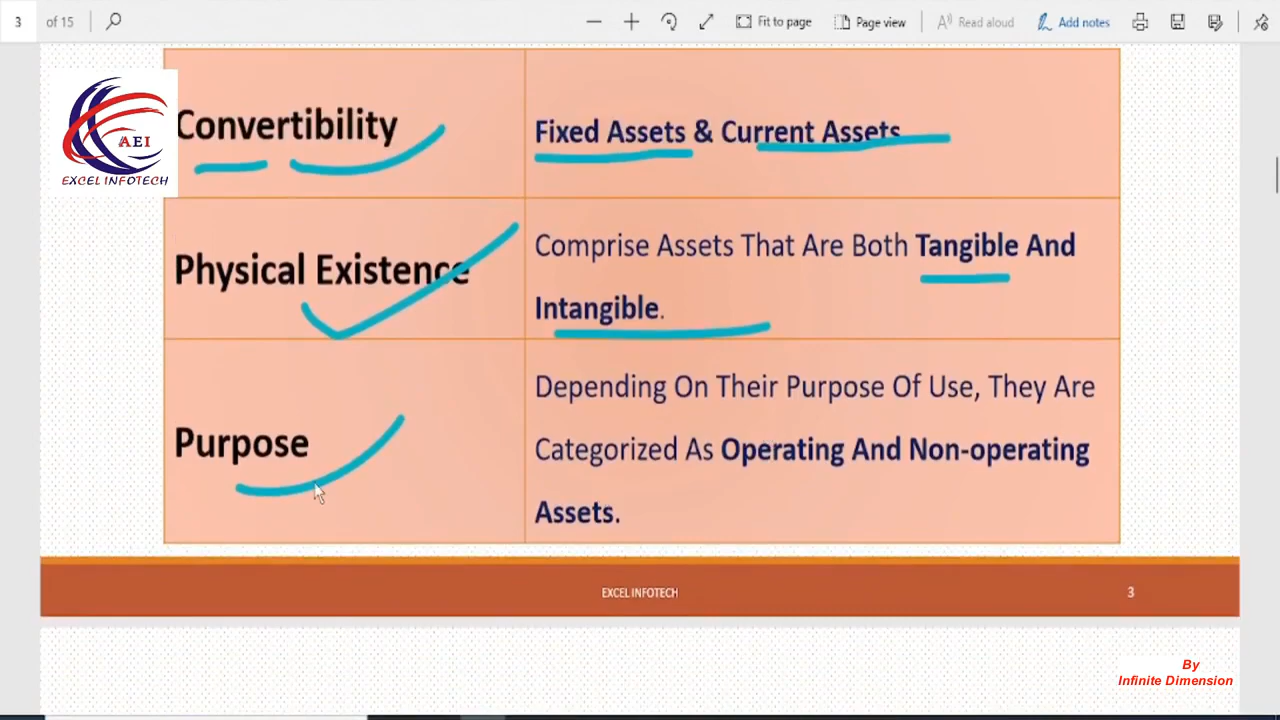 3 of 15 Fit to page Page view Read aloud Add notes
AEI
EXCEL INFOTECH
Convertibility
Fixed Assets & Current Assets
Physical Existence
Comprise Assets That Are Both Tangible And
Intangible.
Purpose
Depending On Their Purpose Of Use, They Are
Categorized As Operating And Non-operating
Assets.
EXCEL INFOTECH
3
By
Infinite Dimension